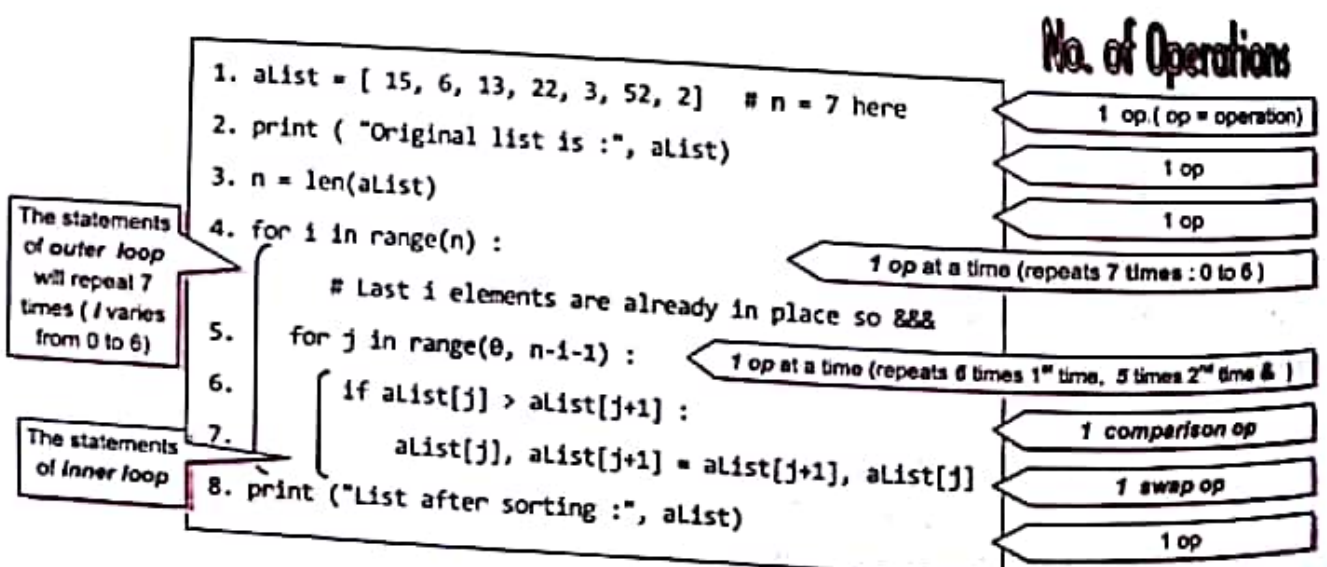 No. of Operations
1. aList = [ 15, 6, 13, 22, 3, 52, 2] # n = 7 here
1 op.( op = operation)
2. print ( "Original list is :", aList)
1 op
3. n = len(aList)
1 op
The statements
of outer loop
will repeal 7
times ( I varies
from 0 to 6)
4. for i in range(n) :
1 op at a time (repeats 7 times : 0 to 6 )
# Last i elements are already in place so &&&
5. for j in range(0, n-i-1) :
1 op at a time (repeats 6 times 1st time, 5 times 2nd time & )
6. if aList[j] > aList[j+1] :
1 comparison op
The statements
of inner loop
7. aList[j], aList[j+1] = aList[j+1], aList[j]
1 swap op
8. print ("List after sorting :", aList)
1 op